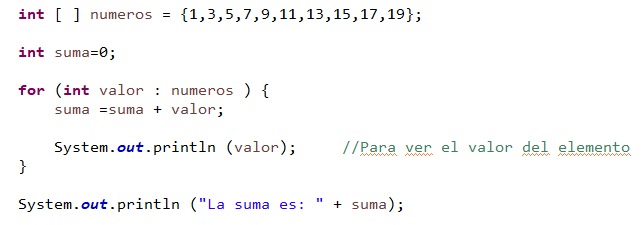 int [ ] numeros = {1,3,5,7,9,11,13,15,17,19};
int suma=0;
for (int valor : numeros ) {
suma =suma + valor;
System.out.println (valor); //Para ver el valor del elemento
}
System.out.println ("La suma es: " + suma);